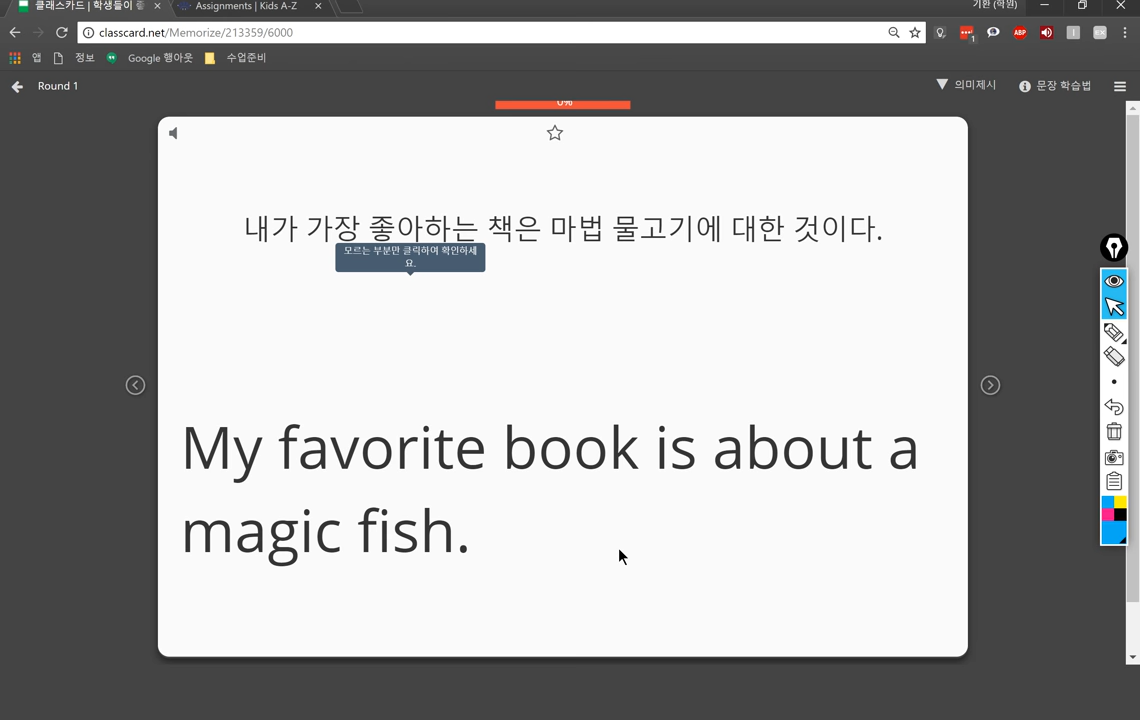 클래스카드 | 학생들이 좋
Assignments | Kids A-Z
기환 (학원)
classcard.net/Memorize/213359/6000
ABP
1
앱
정보
Google 행아웃
수업준비
Round 1
의미제시
문장 학습법
0%
내가 가장 좋아하는 책은 마법 물고기에 대한 것이다.
모르는 부분만 클릭하여 확인하세
요.
My favorite book is about a
magic fish.